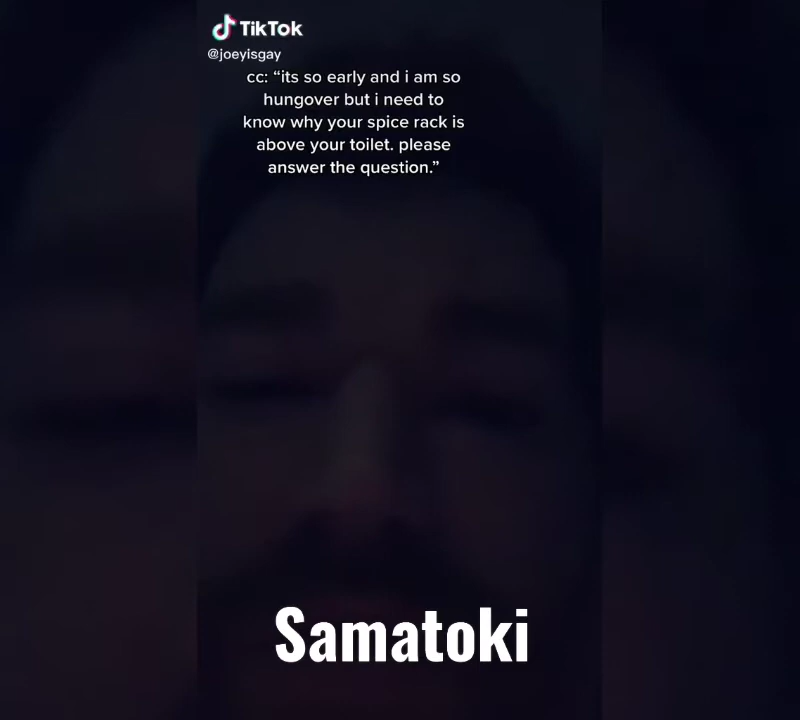 TikTok
@joeyisgay
cc: “its so early and i am so
hungover but i need to
know why your spice rack is
above your toilet. please
answer the question.”
Samatoki